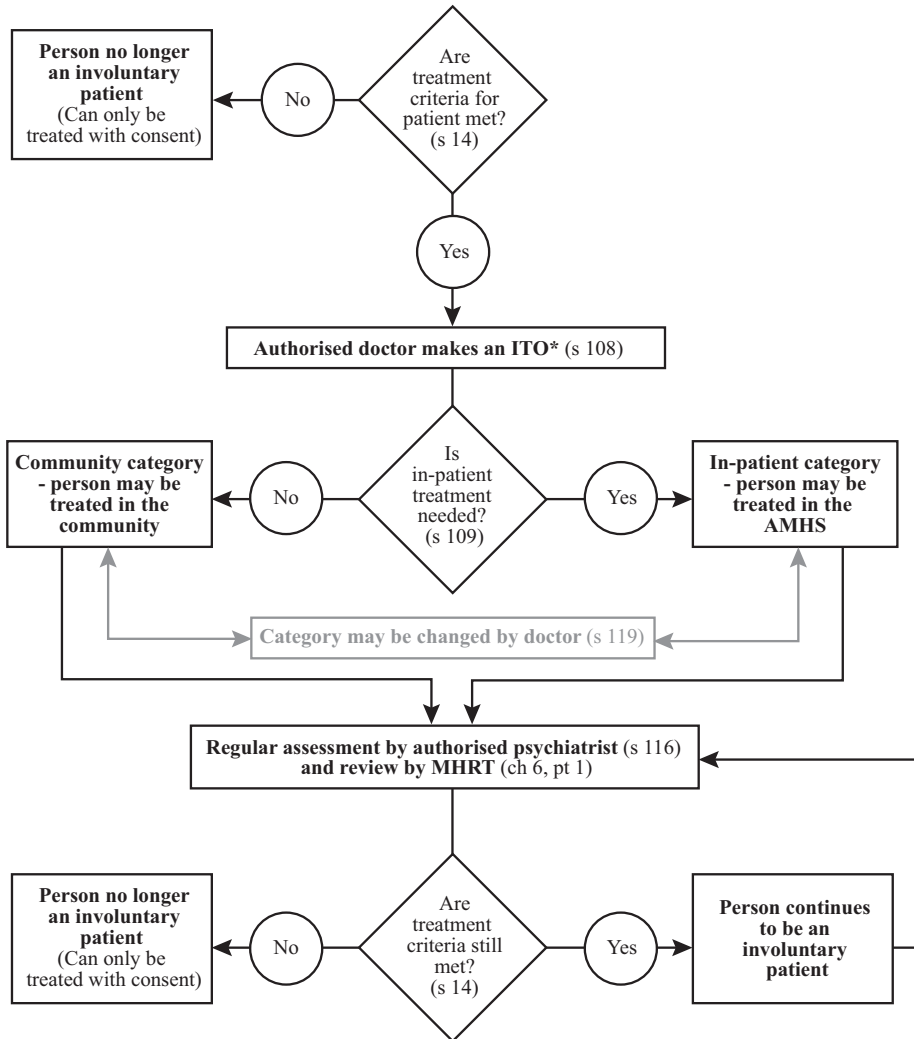 Person no longer
an involuntary
patient
(Can only be
treated with consent)
No
Are
treatment
criteria for
patient met?
(s 14)
Yes
Authorised doctor makes an ITO* (s 108)
Community category
- person may be
treated in the
community
No
Is
in-patient
treatment
needed?
(s 109)
Yes
In-patient category
- person may be
treated in the
AMHS
Category may be changed by doctor (s 119)
Regular assessment by authorised psychiatrist (s 116)
and review by MHRT (ch 6, pt 1)
Person no longer
an involuntary
patient
(Can only be
treated with consent)
No
Are
treatment
criteria still
met?
(s 14)
Yes
Person continues
to be an
involuntary
patient